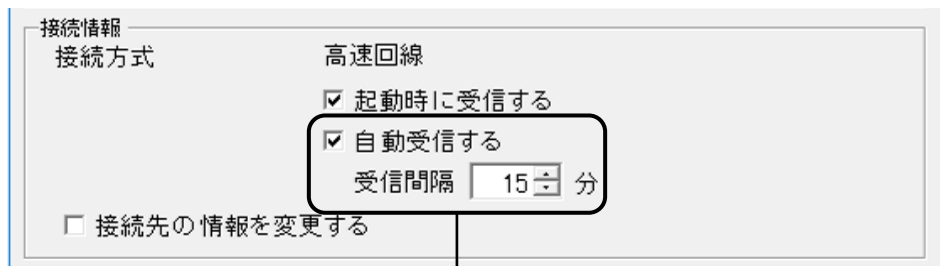 接続情報
接続方式 高速回線
起動時に受信する
自動受信する
受信間隔 15 分
接続先の情報を変更する